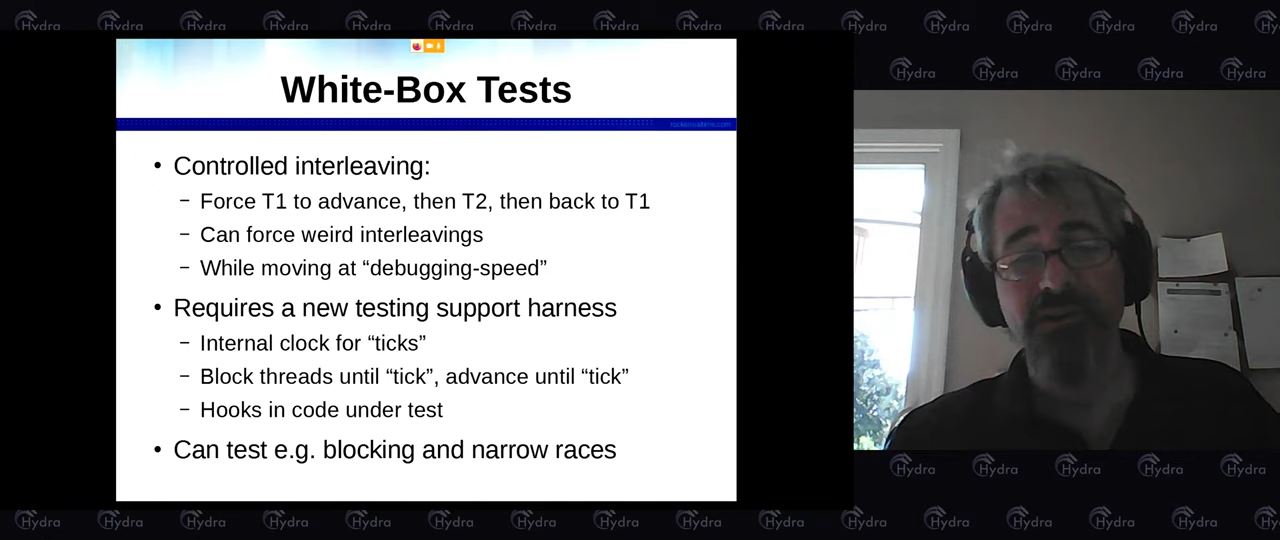 White-Box Tests
rocketrealtime.com
• Controlled interleaving:
– Force T1 to advance, then T2, then back to T1
– Can force weird interleavings
– While moving at “debugging-speed”
• Requires a new testing support harness
– Internal clock for “ticks”
– Block threads until “tick”, advance until “tick”
– Hooks in code under test
• Can test e.g. blocking and narrow races
Hydra